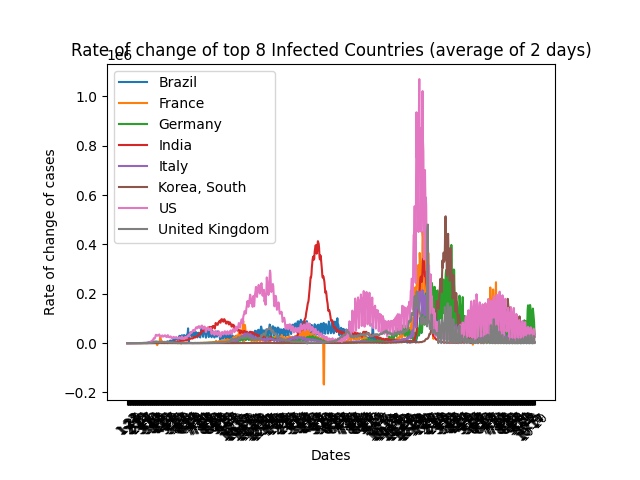 Rate of change of top 8 Infected Countries (average of 2 days)
1e6
Brazil
France
Germany
India
Italy
Korea, South
US
United Kingdom
1.0
0.8
0.6
0.4
0.2
0.0
−0.2
Rate of change of cases
Dates